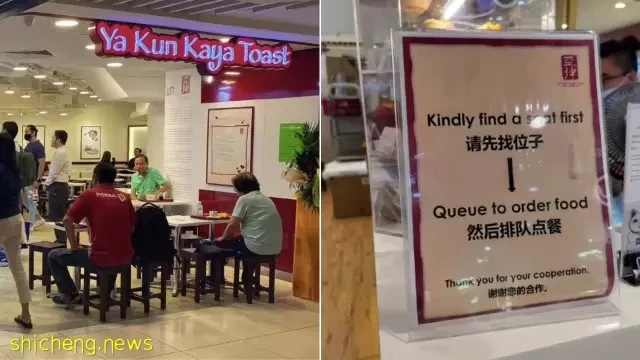 Ya Kun Kaya Toast
Kindly find a seat first
请先找位子
Queue to order food
然后排队点餐
Thank you for your cooperation.
谢谢您的合作。
shicheng.news